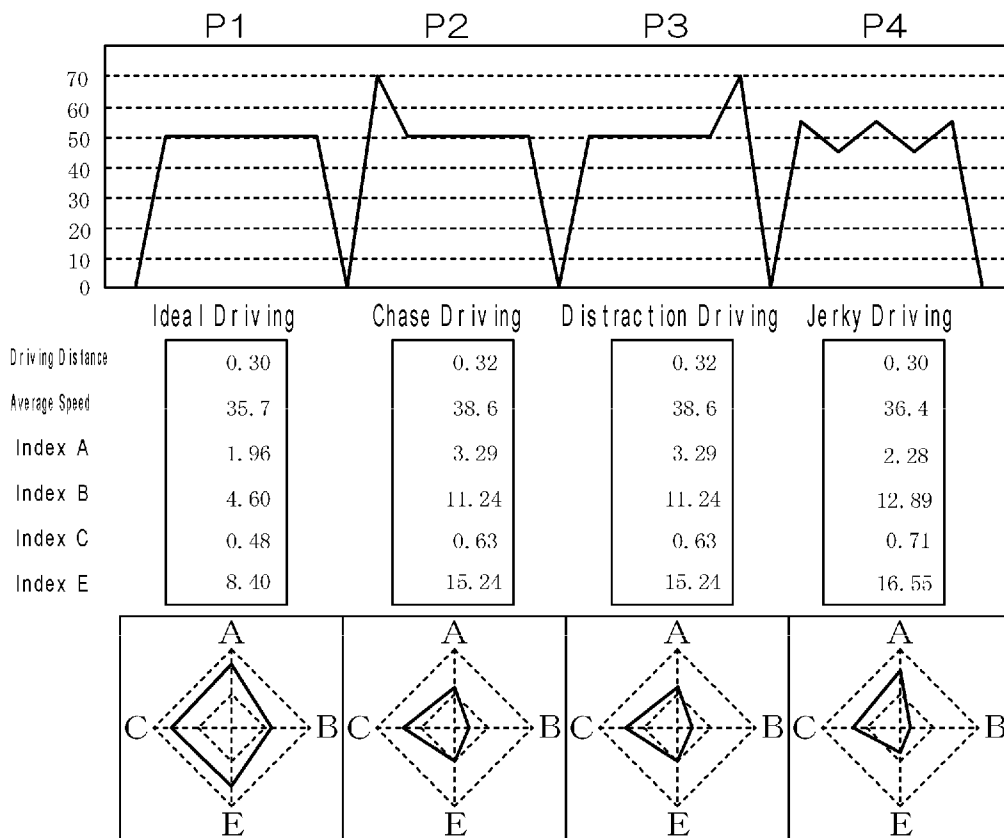 P1 P2 P3 P4
70
60
50
40
30
20
10
0
Ideal Driving Chase Driving Distraction Driving Jerky Driving
Driving Distance 0.30 0.32 0.32 0.30
Average Speed 35.7 38.6 38.6 36.4
Index A 1.96 3.29 3.29 2.28
Index B 4.60 11.24 11.24 12.89
Index C 0.48 0.63 0.63 0.71
Index E 8.40 15.24 15.24 16.55
A A A A
C B C B C B C B
E E E E